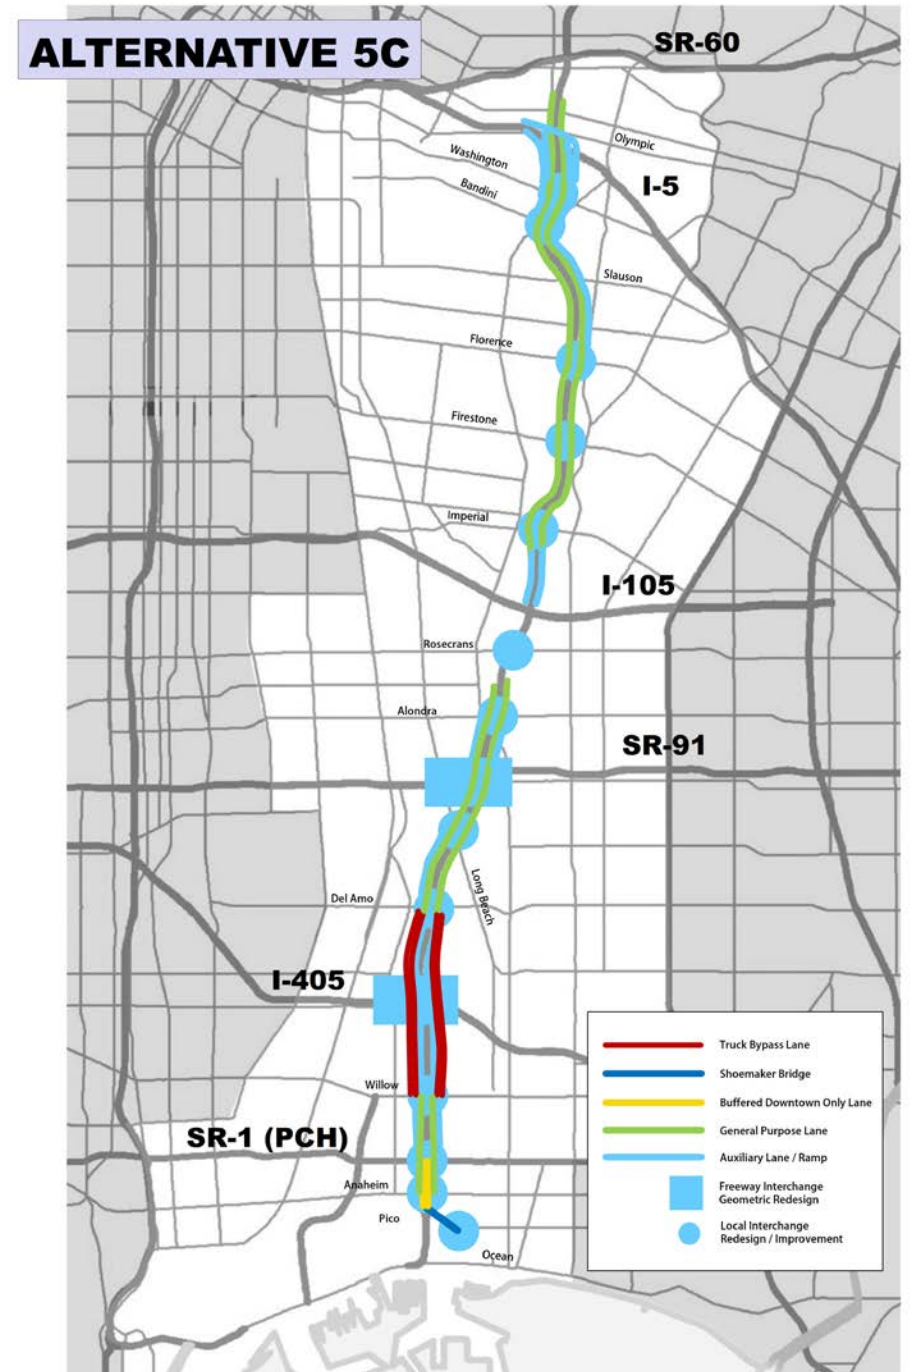 ALTERNATIVE 5C
SR-60
Olympic
Washington
I-5
Bandini
Slauson
Florence
Firestone
Imperial
I-105
Rosecrans
Alondra
SR-91
Long Beach
Del Amo
I-405
Willow
SR-1 (PCH)
Anaheim
Pico
Ocean
Truck Bypass Lane
Shoemaker Bridge
Buffered Downtown Only Lane
General Purpose Lane
Auxiliary Lane / Ramp
Freeway Interchange
Geometric Redesign
Local Interchange
Redesign / Improvement